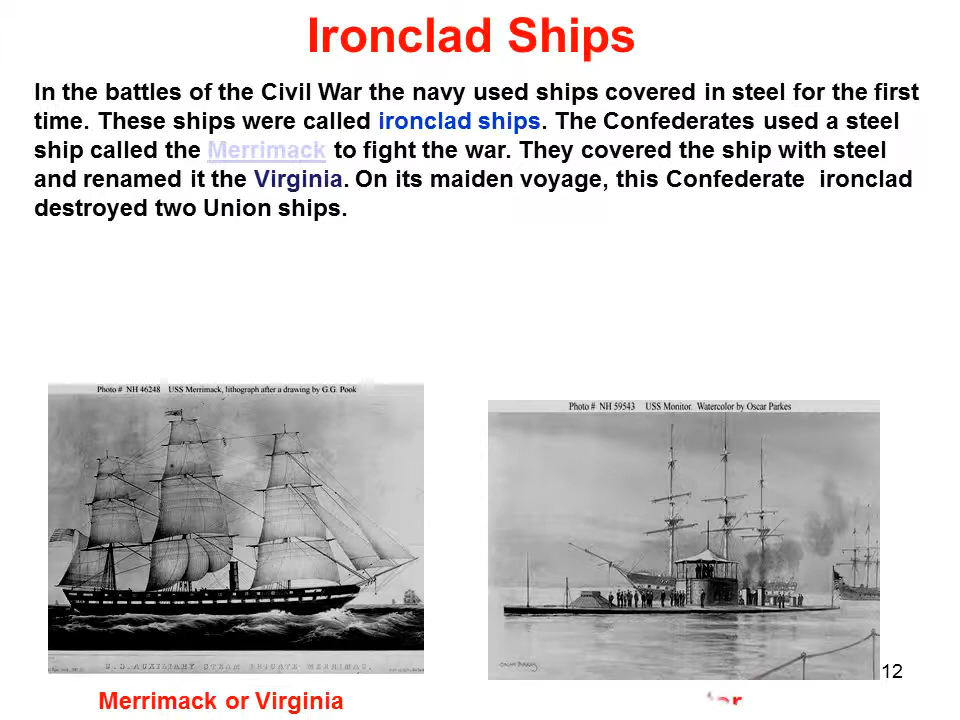 Ironclad Ships
In the battles of the Civil War the navy used ships covered in steel for the first
time. These ships were called ironclad ships. The Confederates used a steel
ship called the Merrimack to fight the war. They covered the ship with steel
and renamed it the Virginia. On its maiden voyage, this Confederate ironclad
destroyed two Union ships.
Photo # NH 46248 USS Merrimack, lithograph after a drawing by G.G. Pook
Photo # NH 59543 USS Monitor. Watercolor by Oscar Parkes
U.S. AUXILIARY STEAM FRIGATE MERRIMAC.
12
Merrimack or Virginia